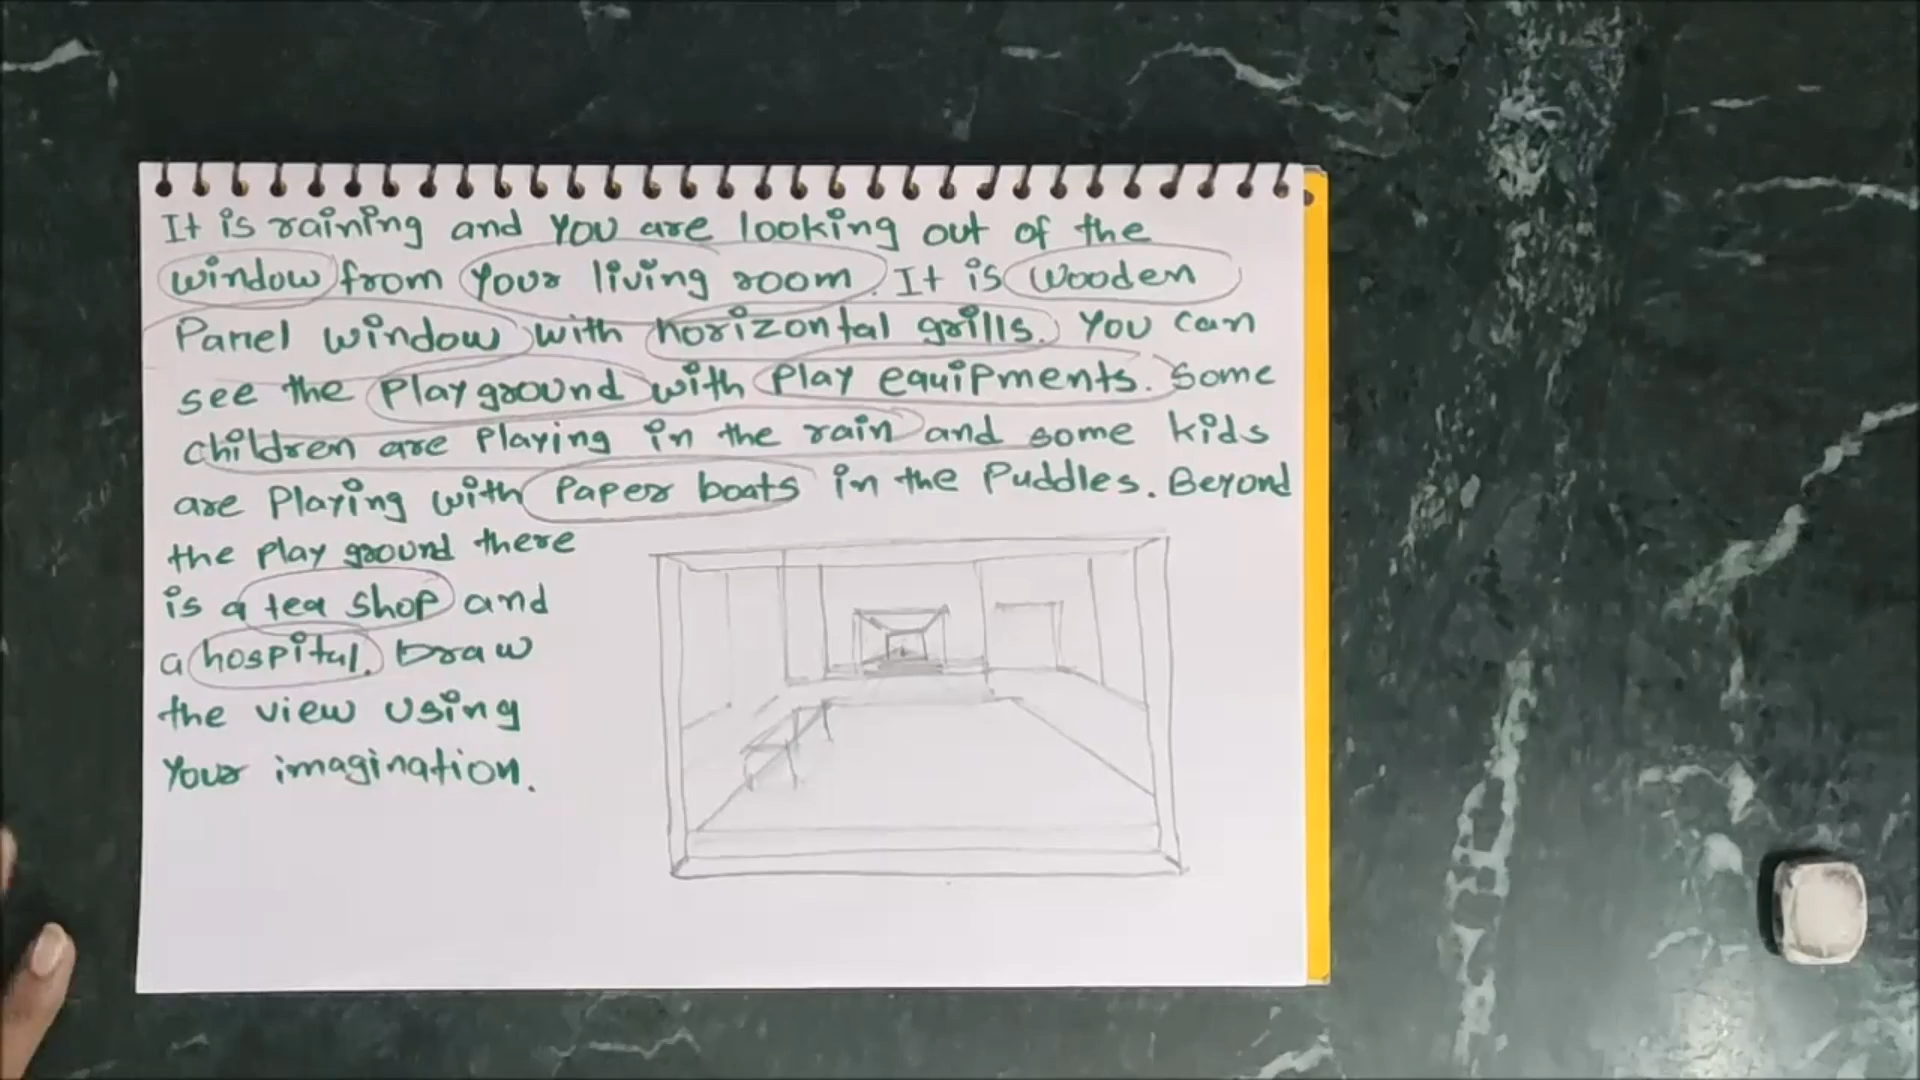 It is raining and you are looking out of the
window from your living room. It is wooden
Panel window with horizontal grills. You can
see the Playground with Play equipments. Some
children are Playing in the rain and some kids
are Playing with Paper boats in the Puddles. Beyond
the Play ground there
is a tea shop and
a hospital. Draw
the view using
Your imagination.